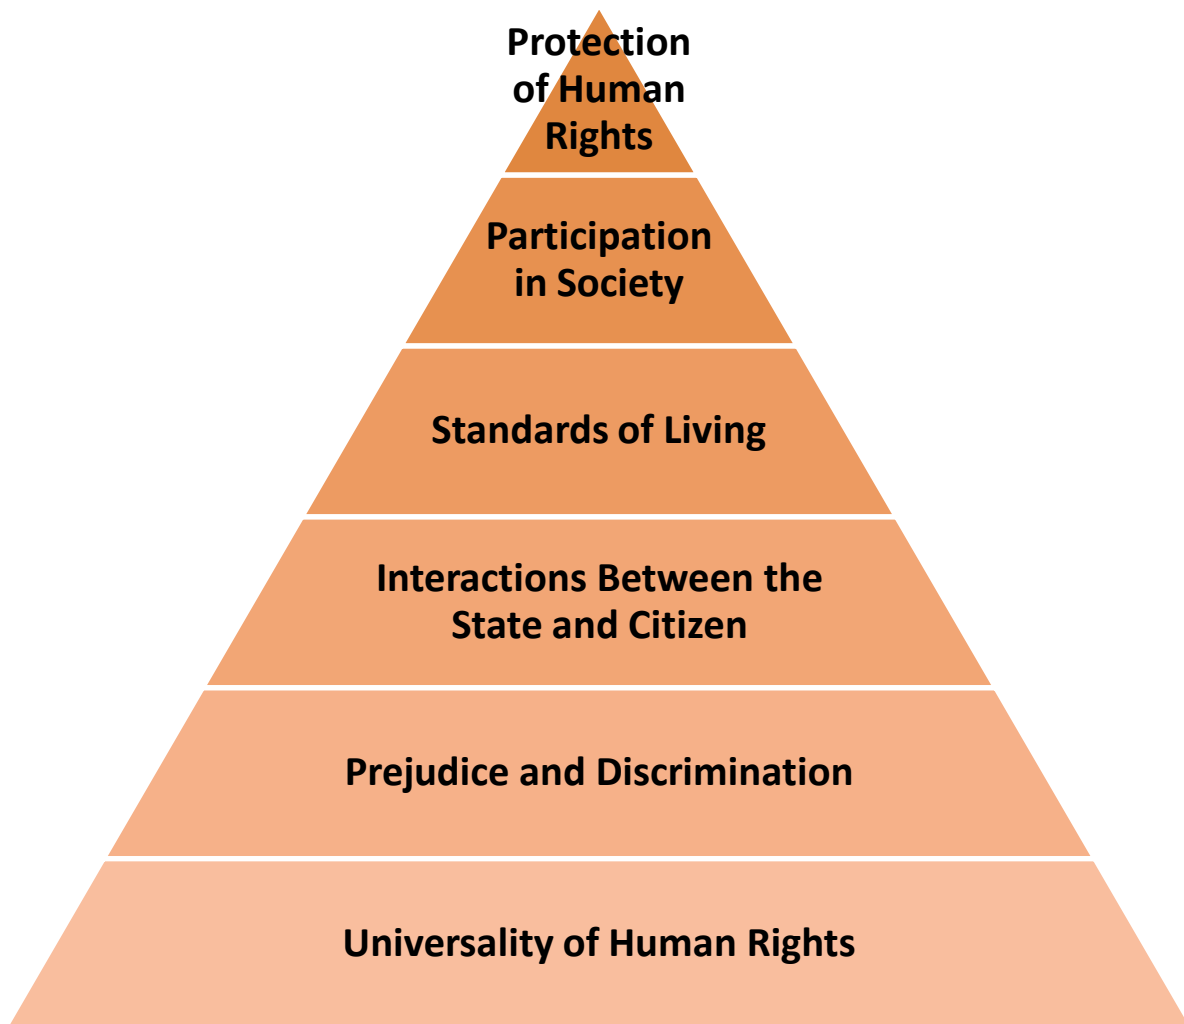 Protection
of Human
Rights
Participation
in Society
Standards of Living
Interactions Between the
State and Citizen
Prejudice and Discrimination
Universality of Human Rights